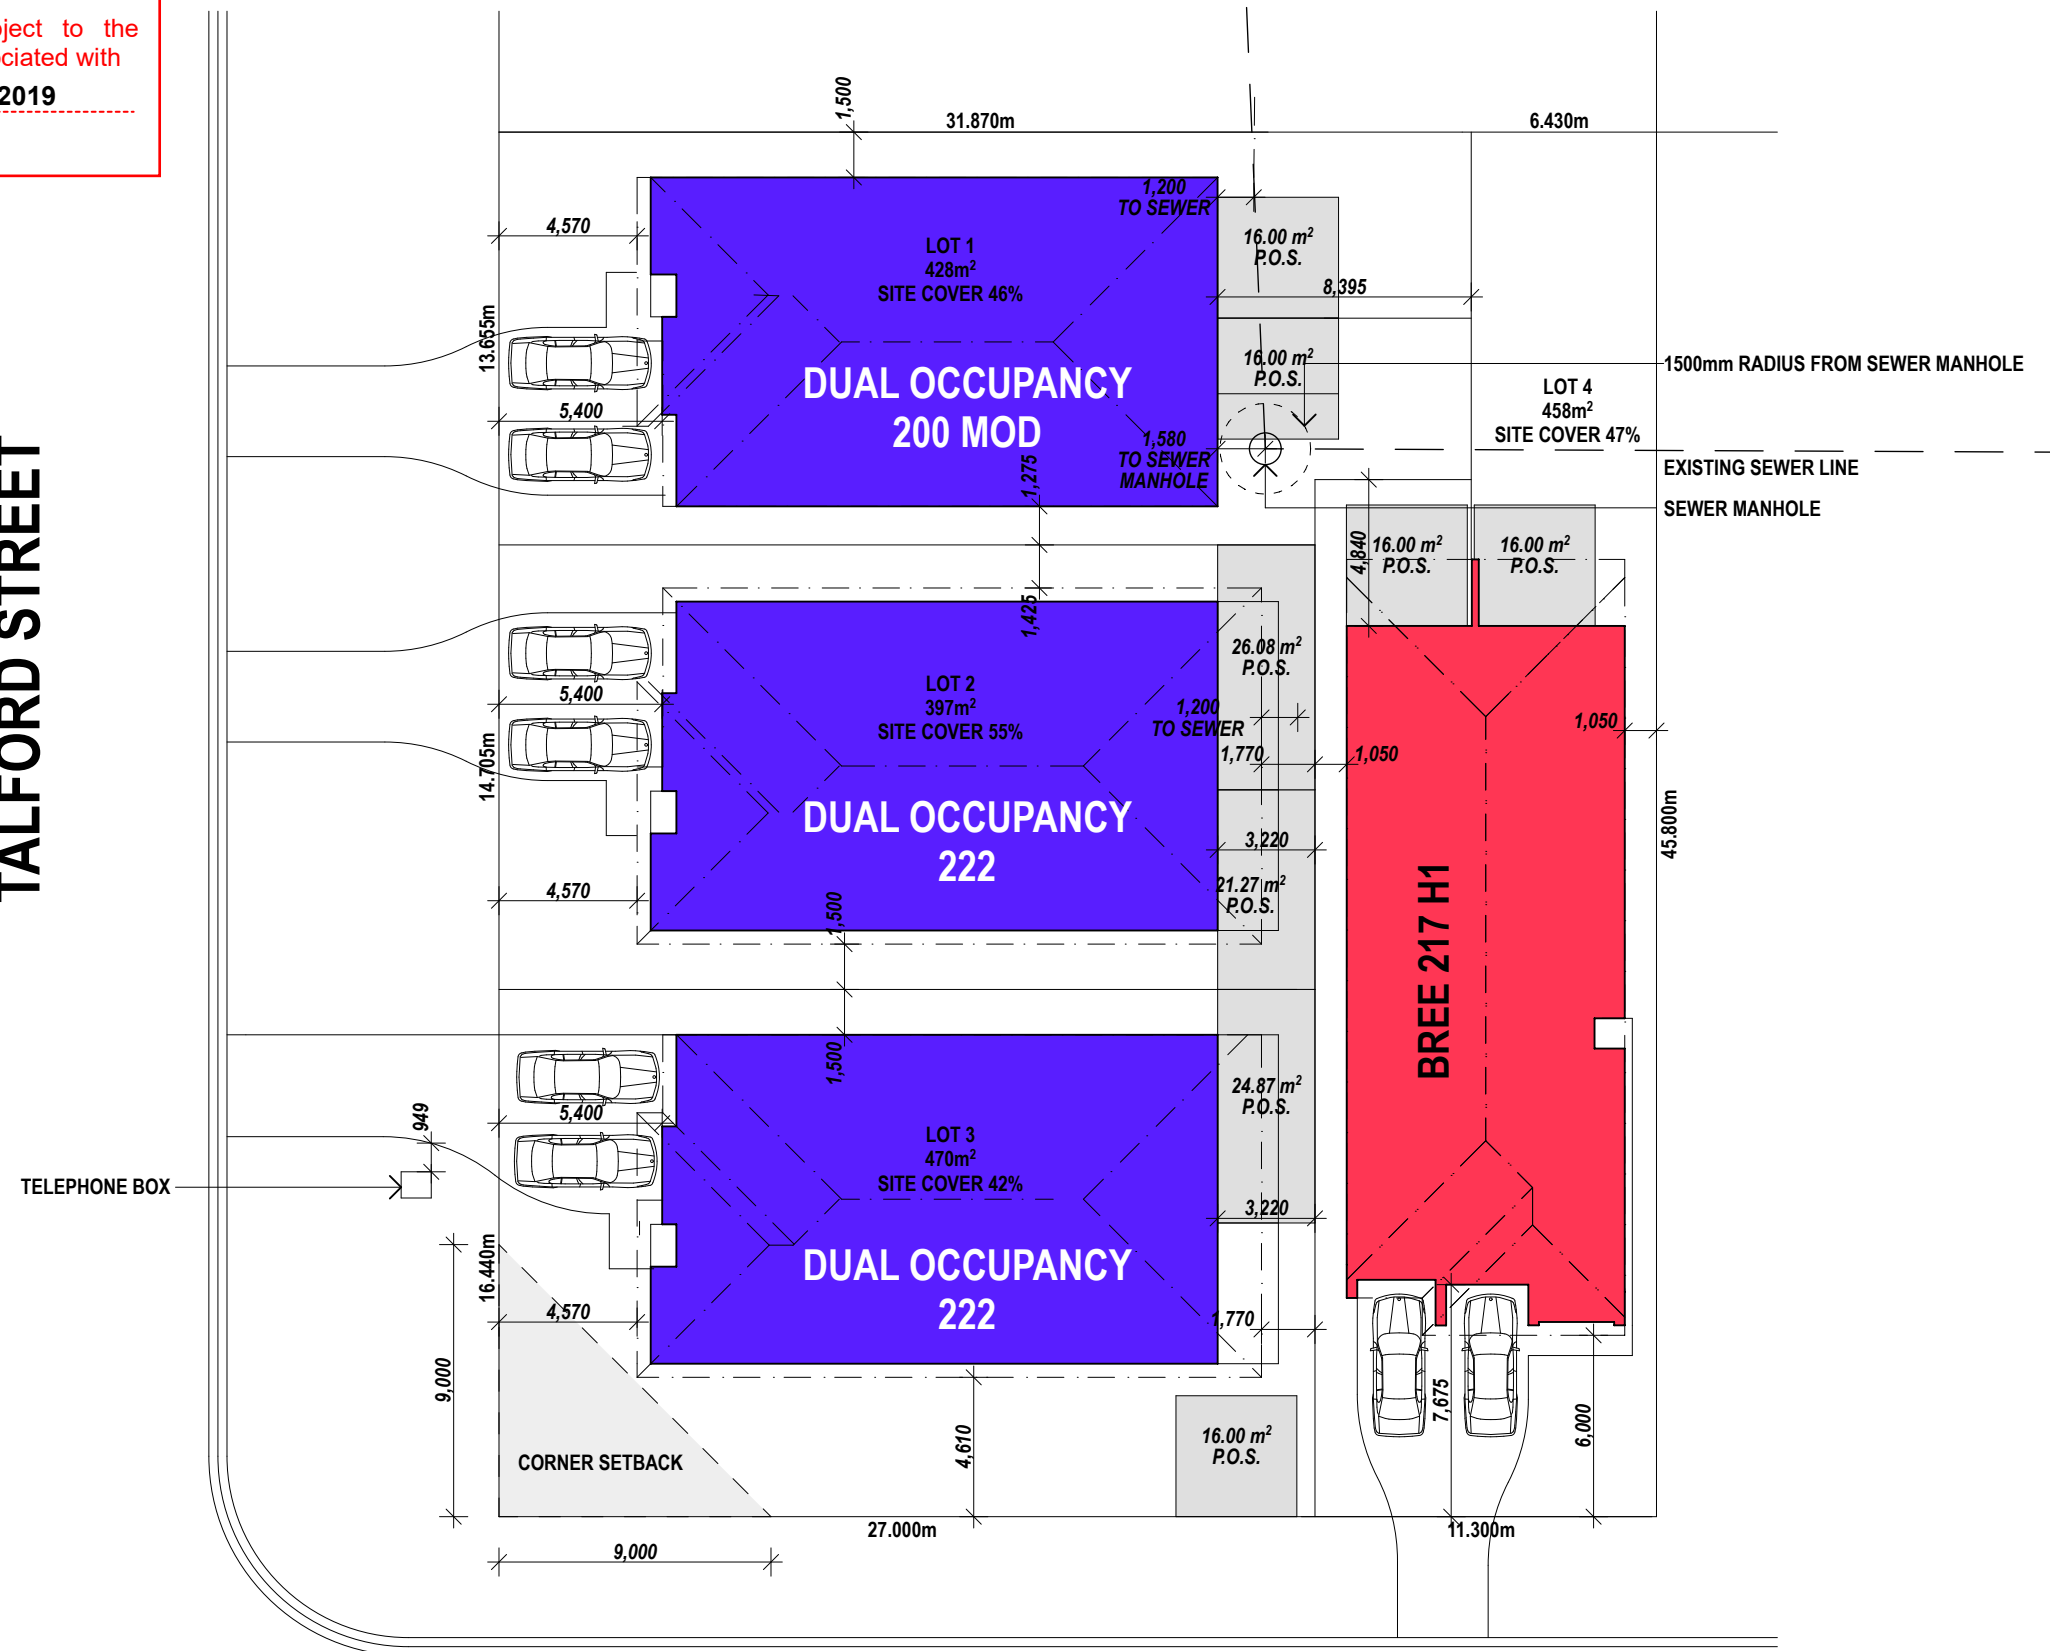 ject to the
ociated with
2019
TALFORD STREET
1,500
31.870m
6.430m
4,570
1,200
TO SEWER
LOT 1
428m²
SITE COVER 46%
16.00 m²
P.O.S.
8,395
13.655m
DUAL OCCUPANCY
200 MOD
16.00 m²
P.O.S.
1500mm RADIUS FROM SEWER MANHOLE
LOT 4
458m²
SITE COVER 47%
5,400
1,580
TO SEWER
MANHOLE
1,275
EXISTING SEWER LINE
SEWER MANHOLE
4,840
16.00 m²
P.O.S.
16.00 m²
P.O.S.
1,425
26.08 m²
P.O.S.
5,400
LOT 2
397m²
SITE COVER 55%
1,200
TO SEWER
1,770
1,050
1,050
14.705m
DUAL OCCUPANCY
222
3,220
45.800m
4,570
21.27 m²
P.O.S.
1,500
BREE 217 H1
1,500
949
5,400
24.87 m²
P.O.S.
LOT 3
470m²
SITE COVER 42%
TELEPHONE BOX
3,220
16.440m
DUAL OCCUPANCY
222
4,570
1,770
9,000
7,675
6,000
4,610
16.00 m²
P.O.S.
CORNER SETBACK
27.000m
11.300m
9,000